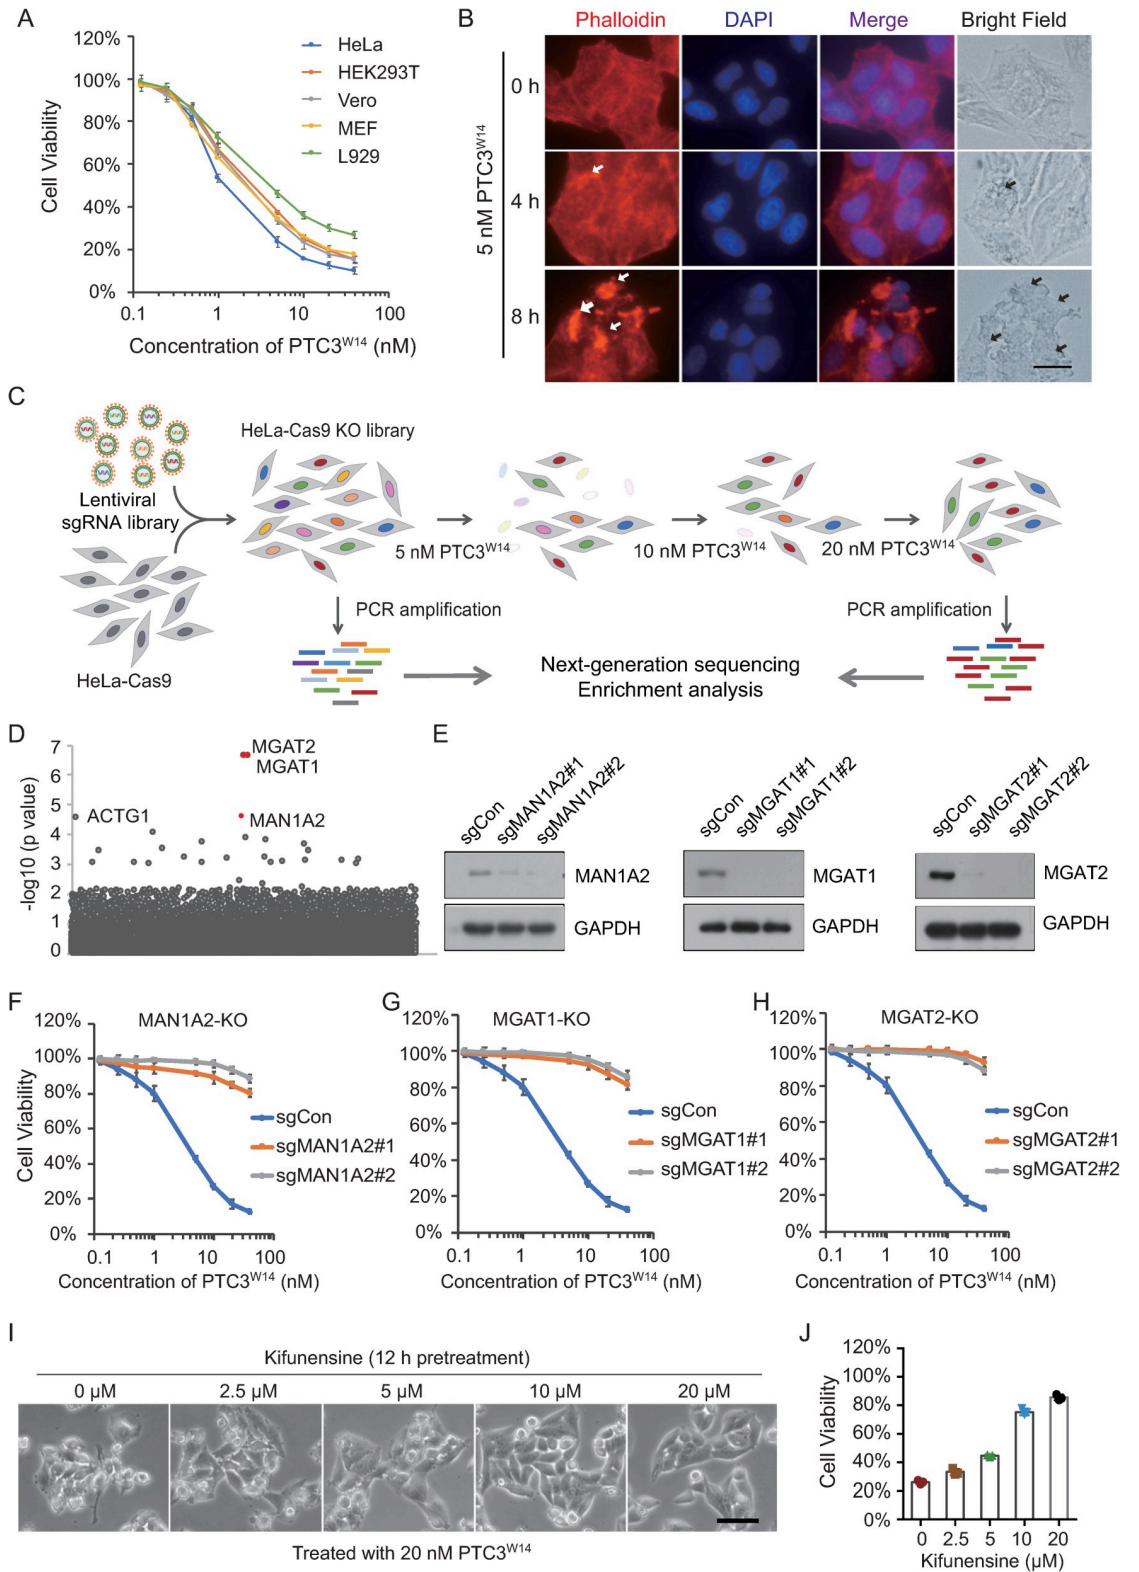 A
120%
100%
80%
60%
40%
20%
0%
Cell Viability
HeLa
HEK293T
Vero
MEF
L929
0.1
1
10
100
Concentration of PTC3W14 (nM)
B
Phalloidin
DAPI
Merge
Bright Field
5 nM PTC3W14
0 h
4 h
8 h
C
Lentiviral
sgRNA library
HeLa-Cas9
HeLa-Cas9 KO library
5 nM PTC3W14
10 nM PTC3W14
20 nM PTC3W14
PCR amplification
PCR amplification
Next-generation sequencing
Enrichment analysis
D
7
6
5
4
3
2
1
0
-log10 (p value)
MGAT2
MGAT1
ACTG1
MAN1A2
E
sgCon
sgMAN1A2#1
sgMAN1A2#2
MAN1A2
GAPDH
sgCon
sgMGAT1#1
sgMGAT1#2
MGAT1
GAPDH
sgCon
sgMGAT2#1
sgMGAT2#2
MGAT2
GAPDH
F
MAN1A2-KO
120%
100%
80%
60%
40%
20%
0%
Cell Viability
sgCon
sgMAN1A2#1
sgMAN1A2#2
0.1
1
10
100
Concentration of PTC3W14 (nM)
G
MGAT1-KO
120%
100%
80%
60%
40%
20%
0%
sgCon
sgMGAT1#1
sgMGAT1#2
0.1
1
10
100
Concentration of PTC3W14 (nM)
H
MGAT2-KO
120%
100%
80%
60%
40%
20%
0%
sgCon
sgMGAT2#1
sgMGAT2#2
0.1
1
10
100
Concentration of PTC3W14 (nM)
I
Kifunensine (12 h pretreatment)
0 µM
2.5 µM
5 µM
10 µM
20 µM
Treated with 20 nM PTC3W14
J
120%
100%
80%
60%
40%
20%
0%
Cell Viability
0
2.5
5
10
20
Kifunensine (µM)